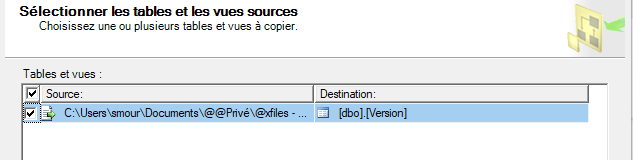 Sélectionner les tables et les vues sources
Choisissez une ou plusieurs tables et vues à copier.
Tables et vues :
Source: Destination:
C:\Users\smour\Documents\@@Privé\@xfiles - ... [dbo].[Version]